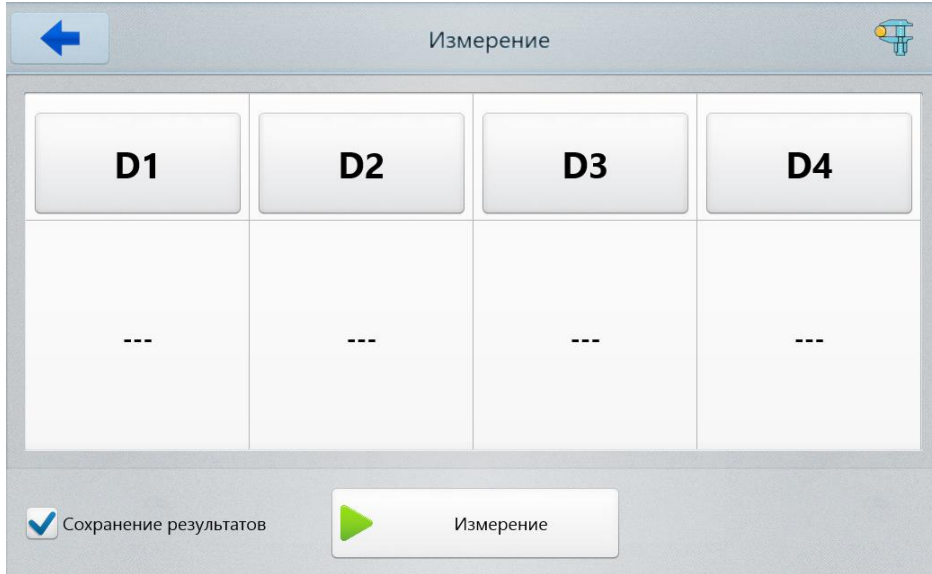 Измерение
D1 D2 D3 D4
--- --- --- ---
Сохранение результатов
Измерение